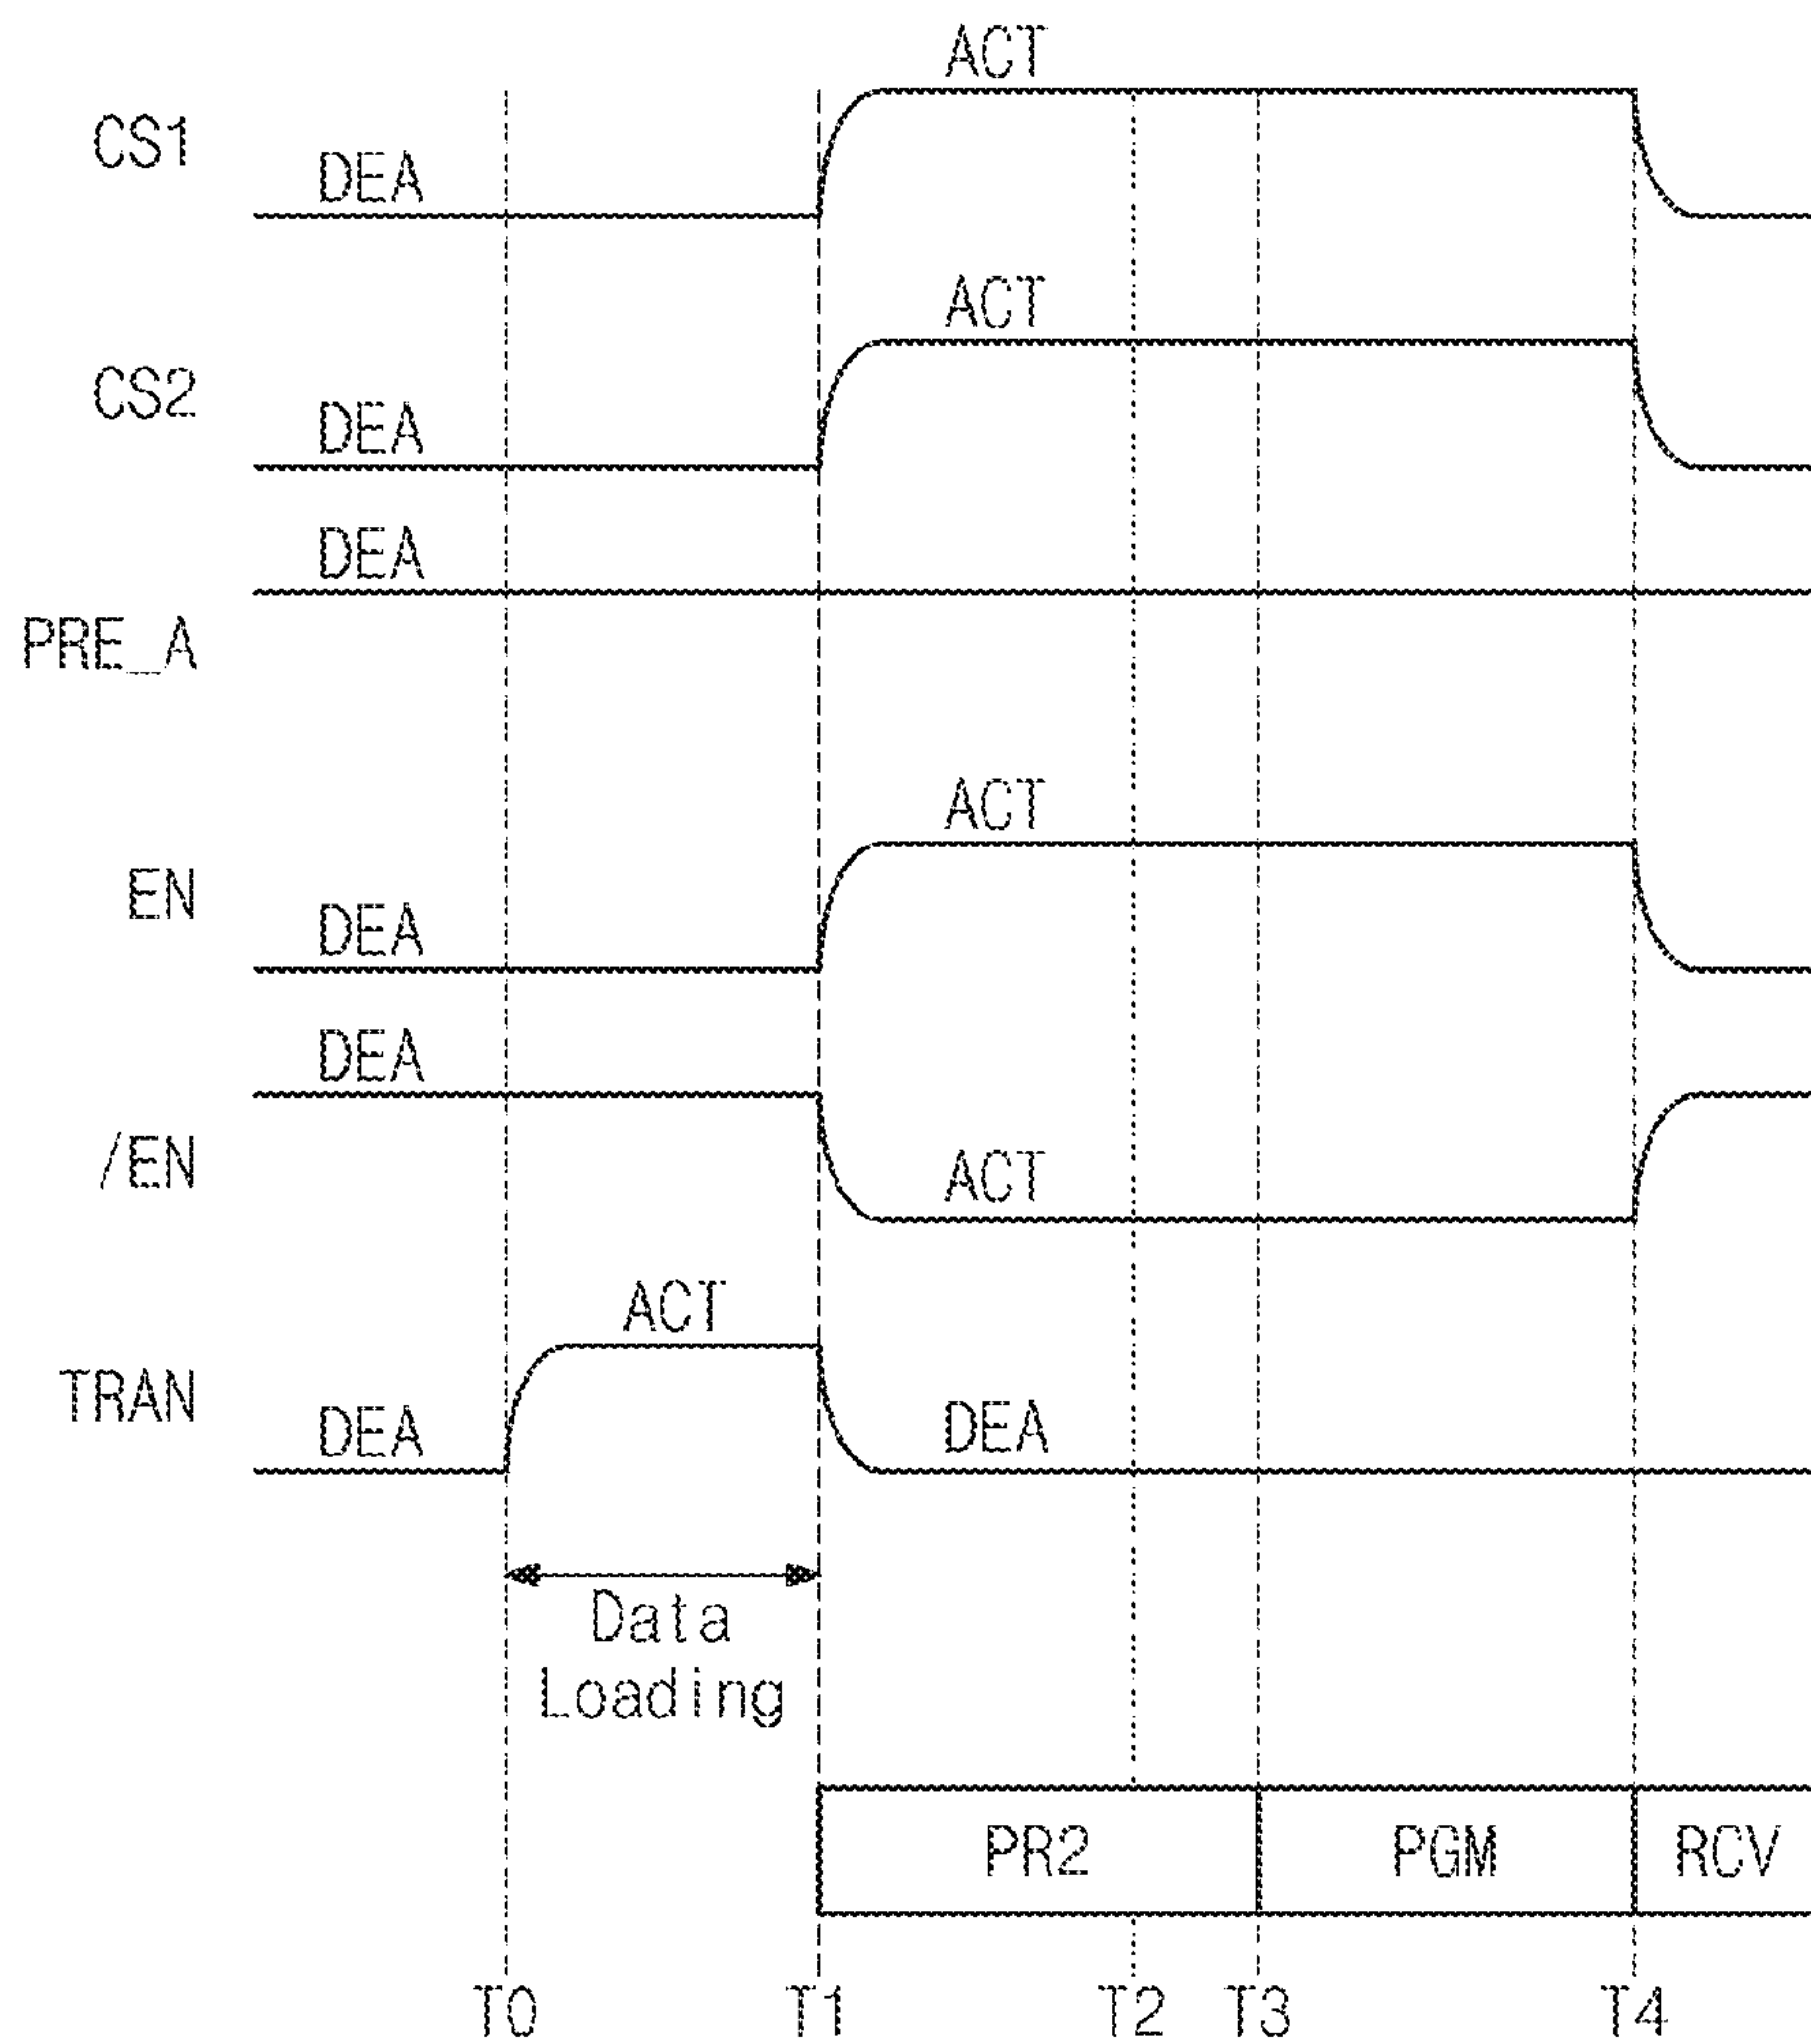 ACT
CS1
DEA
ACT
CS2
DEA
DEA
PRE_A
ACT
EN
DEA
DEA
/EN
ACT
ACT
TRAN
DEA
DEA
Data
Loading
PR2
PGM
RCV
T0
T1
T2
T3
T4